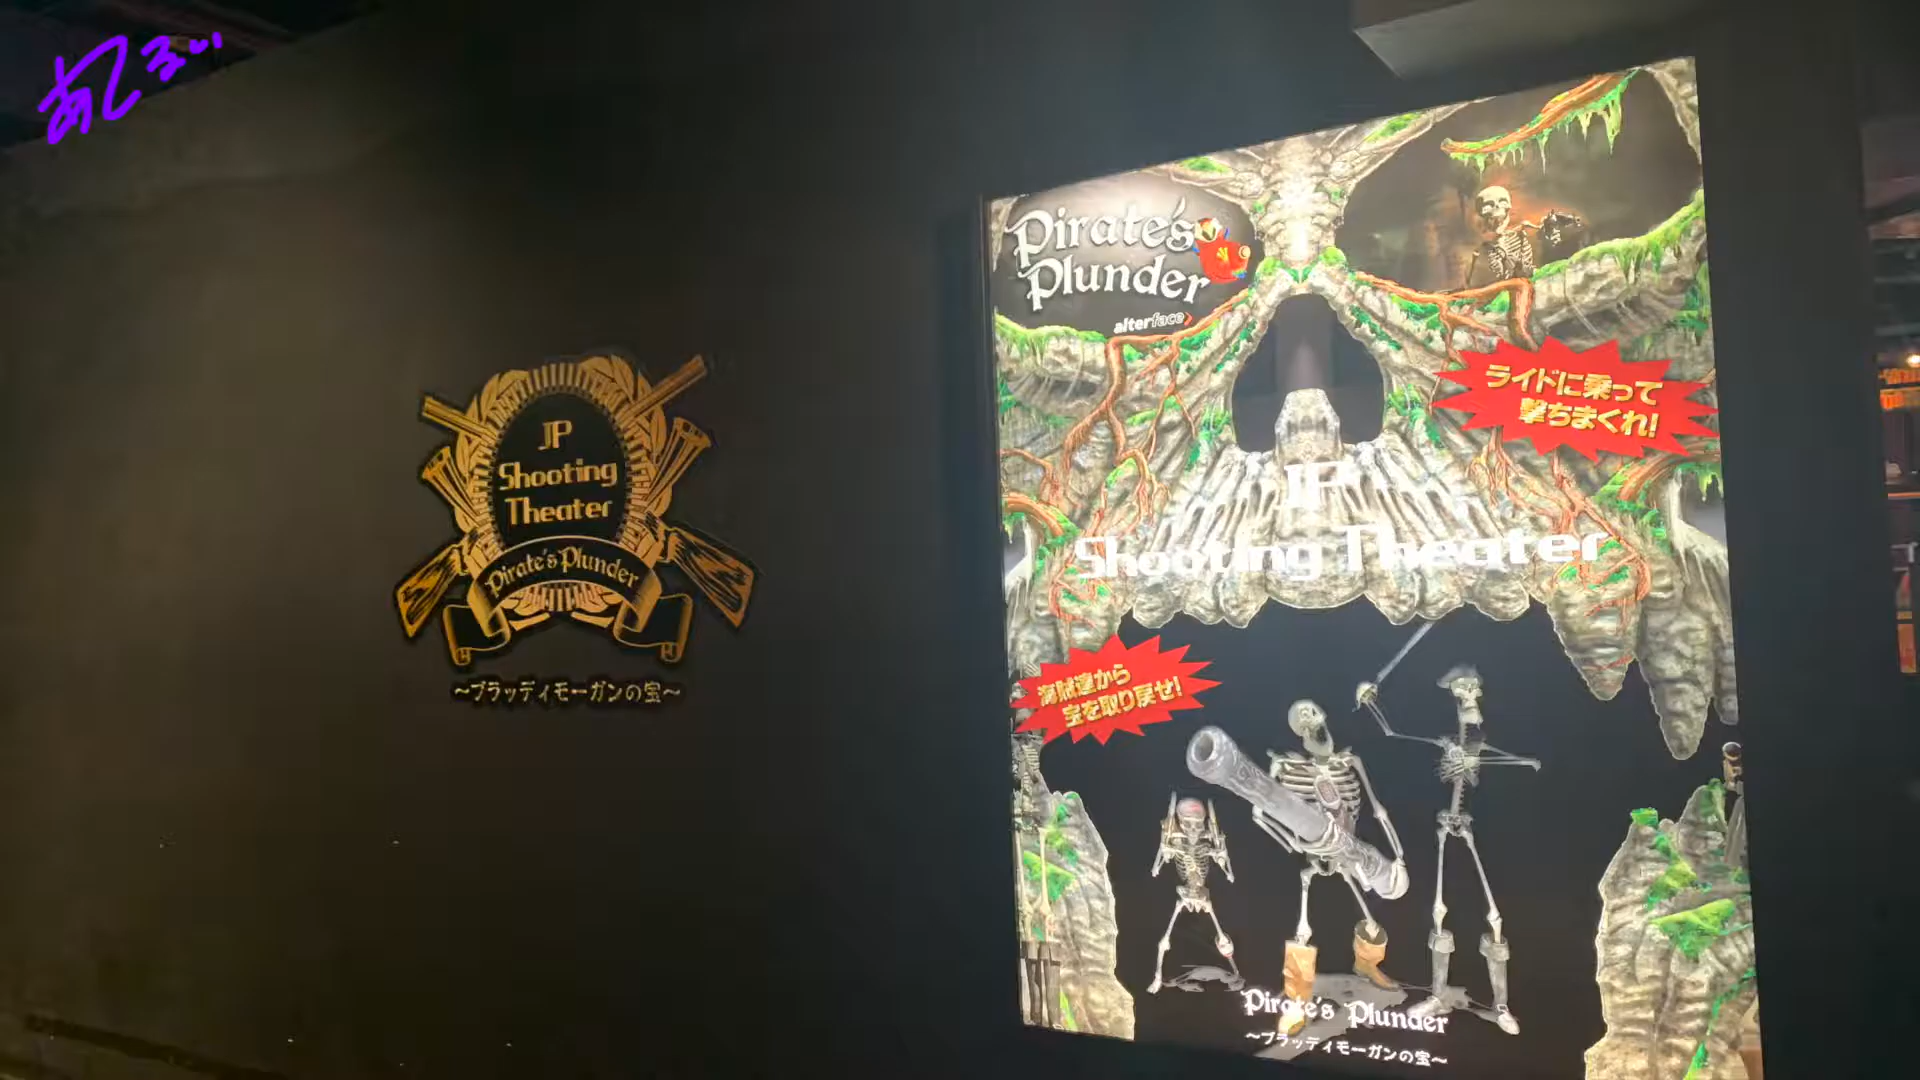 あしるい
JP
Shooting
Theater
Pirate's Plunder
～ブラッディモーガンの宝～
Pirate's
Plunder
alterface
ライドに乗って
撃ちまくれ!
JP
Shooting Theater
海賊達から
宝を取り戻せ!
Pirate's Plunder
～ブラッディモーガンの宝～